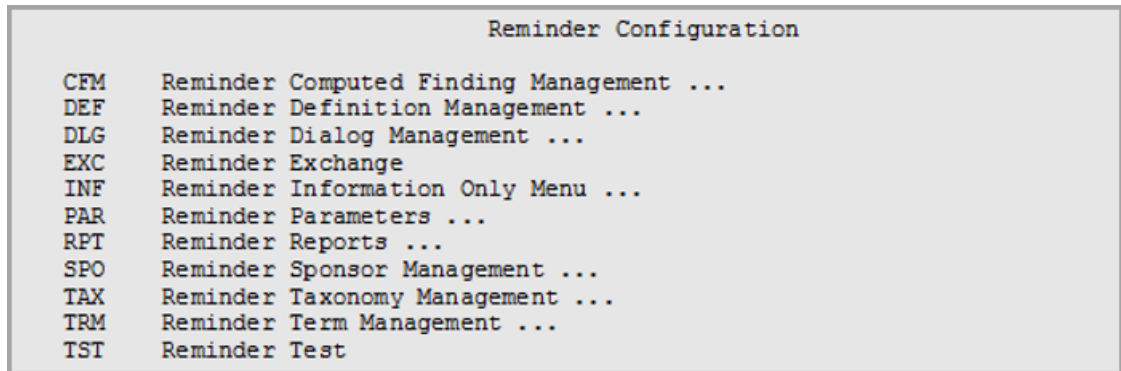 Reminder Configuration
CFM Reminder Computed Finding Management ...
DEF Reminder Definition Management ...
DLG Reminder Dialog Management ...
EXC Reminder Exchange
INF Reminder Information Only Menu ...
PAR Reminder Parameters ...
RPT Reminder Reports ...
SPO Reminder Sponsor Management ...
TAX Reminder Taxonomy Management ...
TRM Reminder Term Management ...
TST Reminder Test